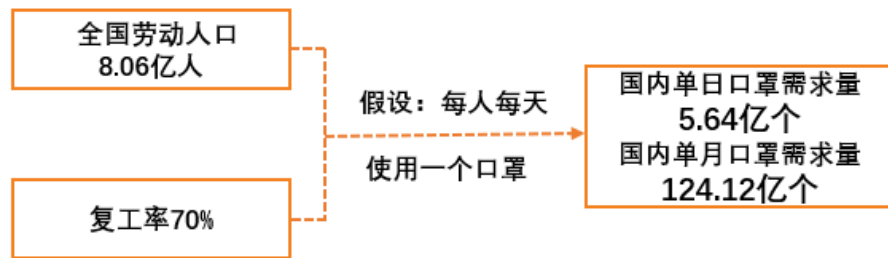 全国劳动人口
8.06亿人
假设：每人每天
使用一个口罩
国内单日口罩需求量
5.64亿个
国内单月口罩需求量
124.12亿个
复工率70%